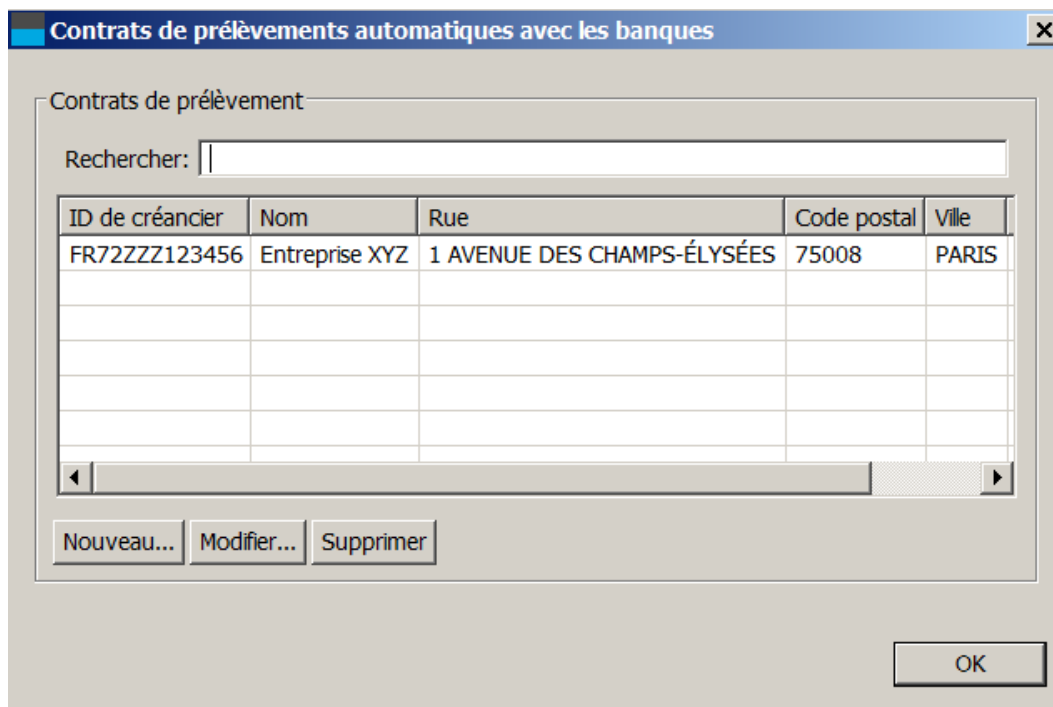 Contrats de prélèvements automatiques avec les banques
Contrats de prélèvement
Rechercher:
ID de créancier Nom Rue Code postal Ville
FR72ZZZ123456 Entreprise XYZ 1 AVENUE DES CHAMPS-ÉLYSÉES 75008 PARIS
Nouveau... Modifier... Supprimer
OK